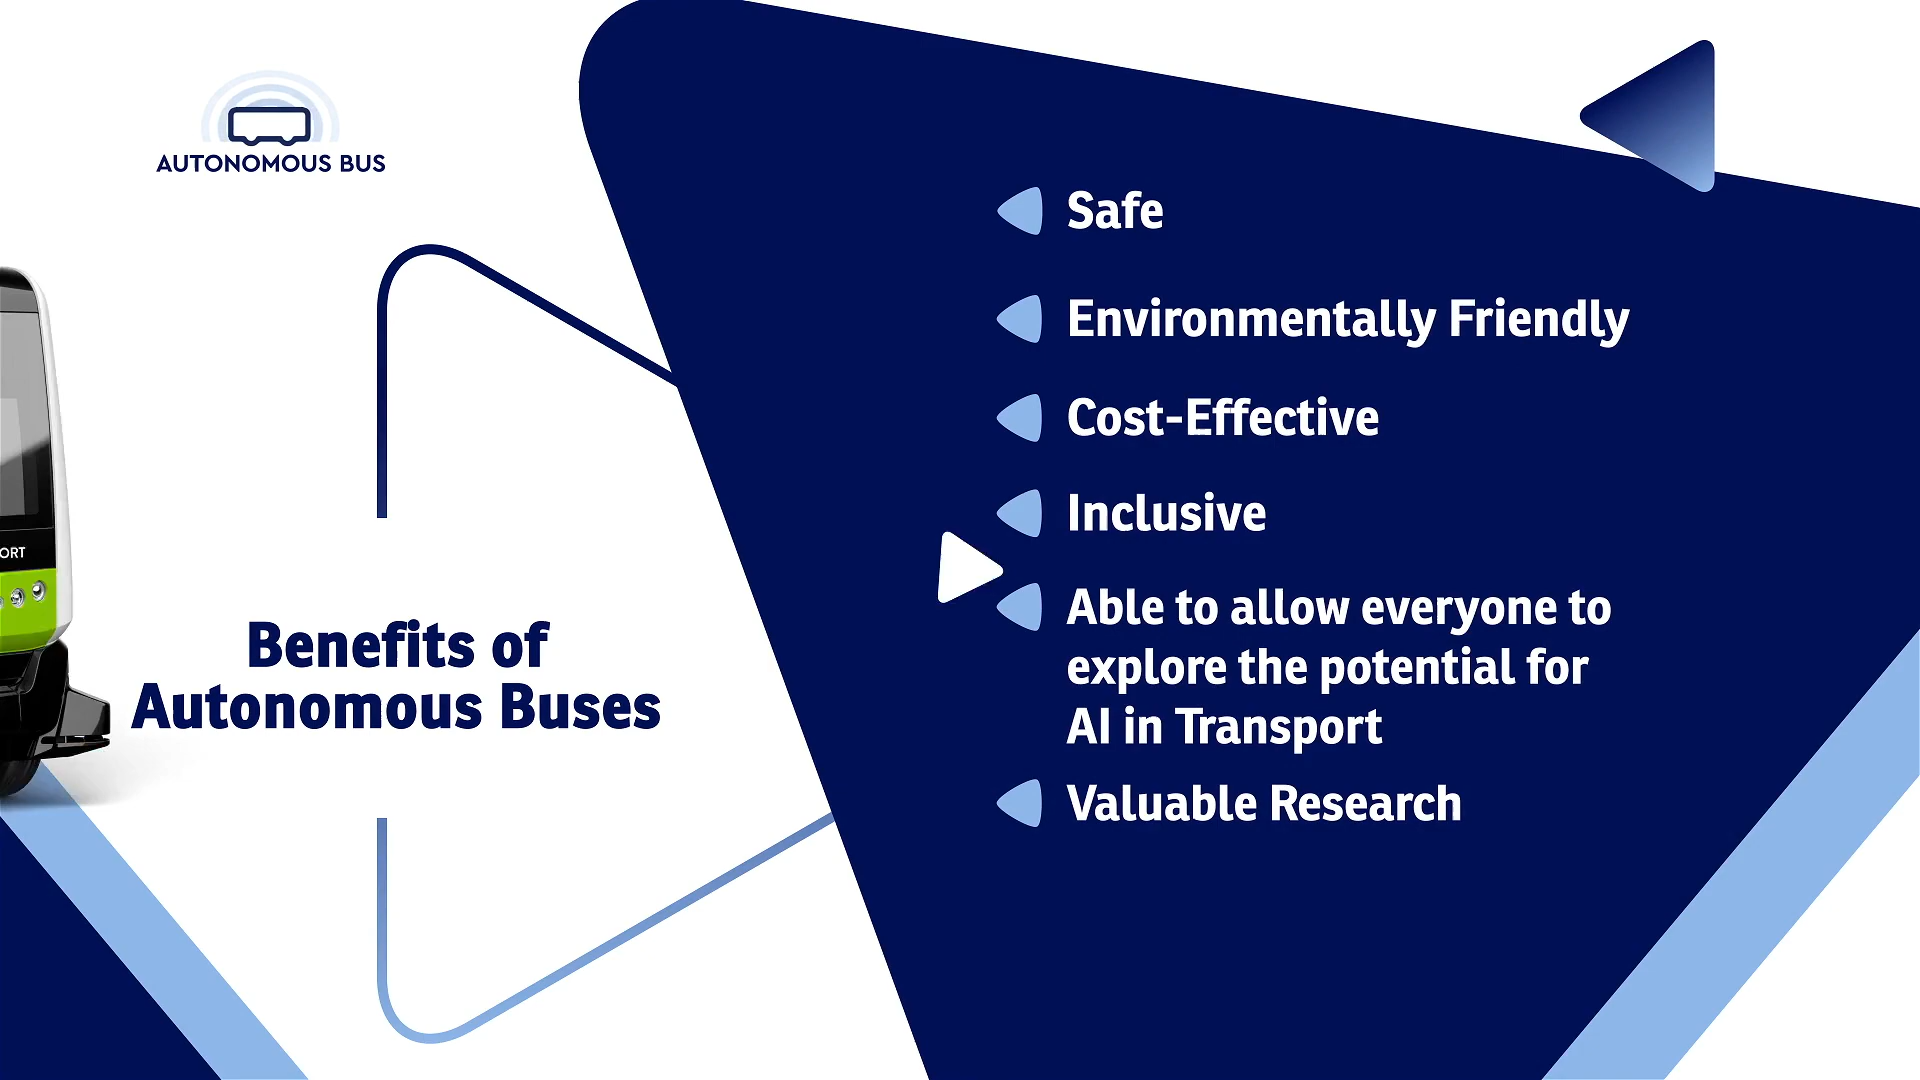 AUTONOMOUS BUS
ORT
Benefits of
Autonomous Buses
Safe
Environmentally Friendly
Cost-Effective
Inclusive
Able to allow everyone to
explore the potential for
AI in Transport
Valuable Research